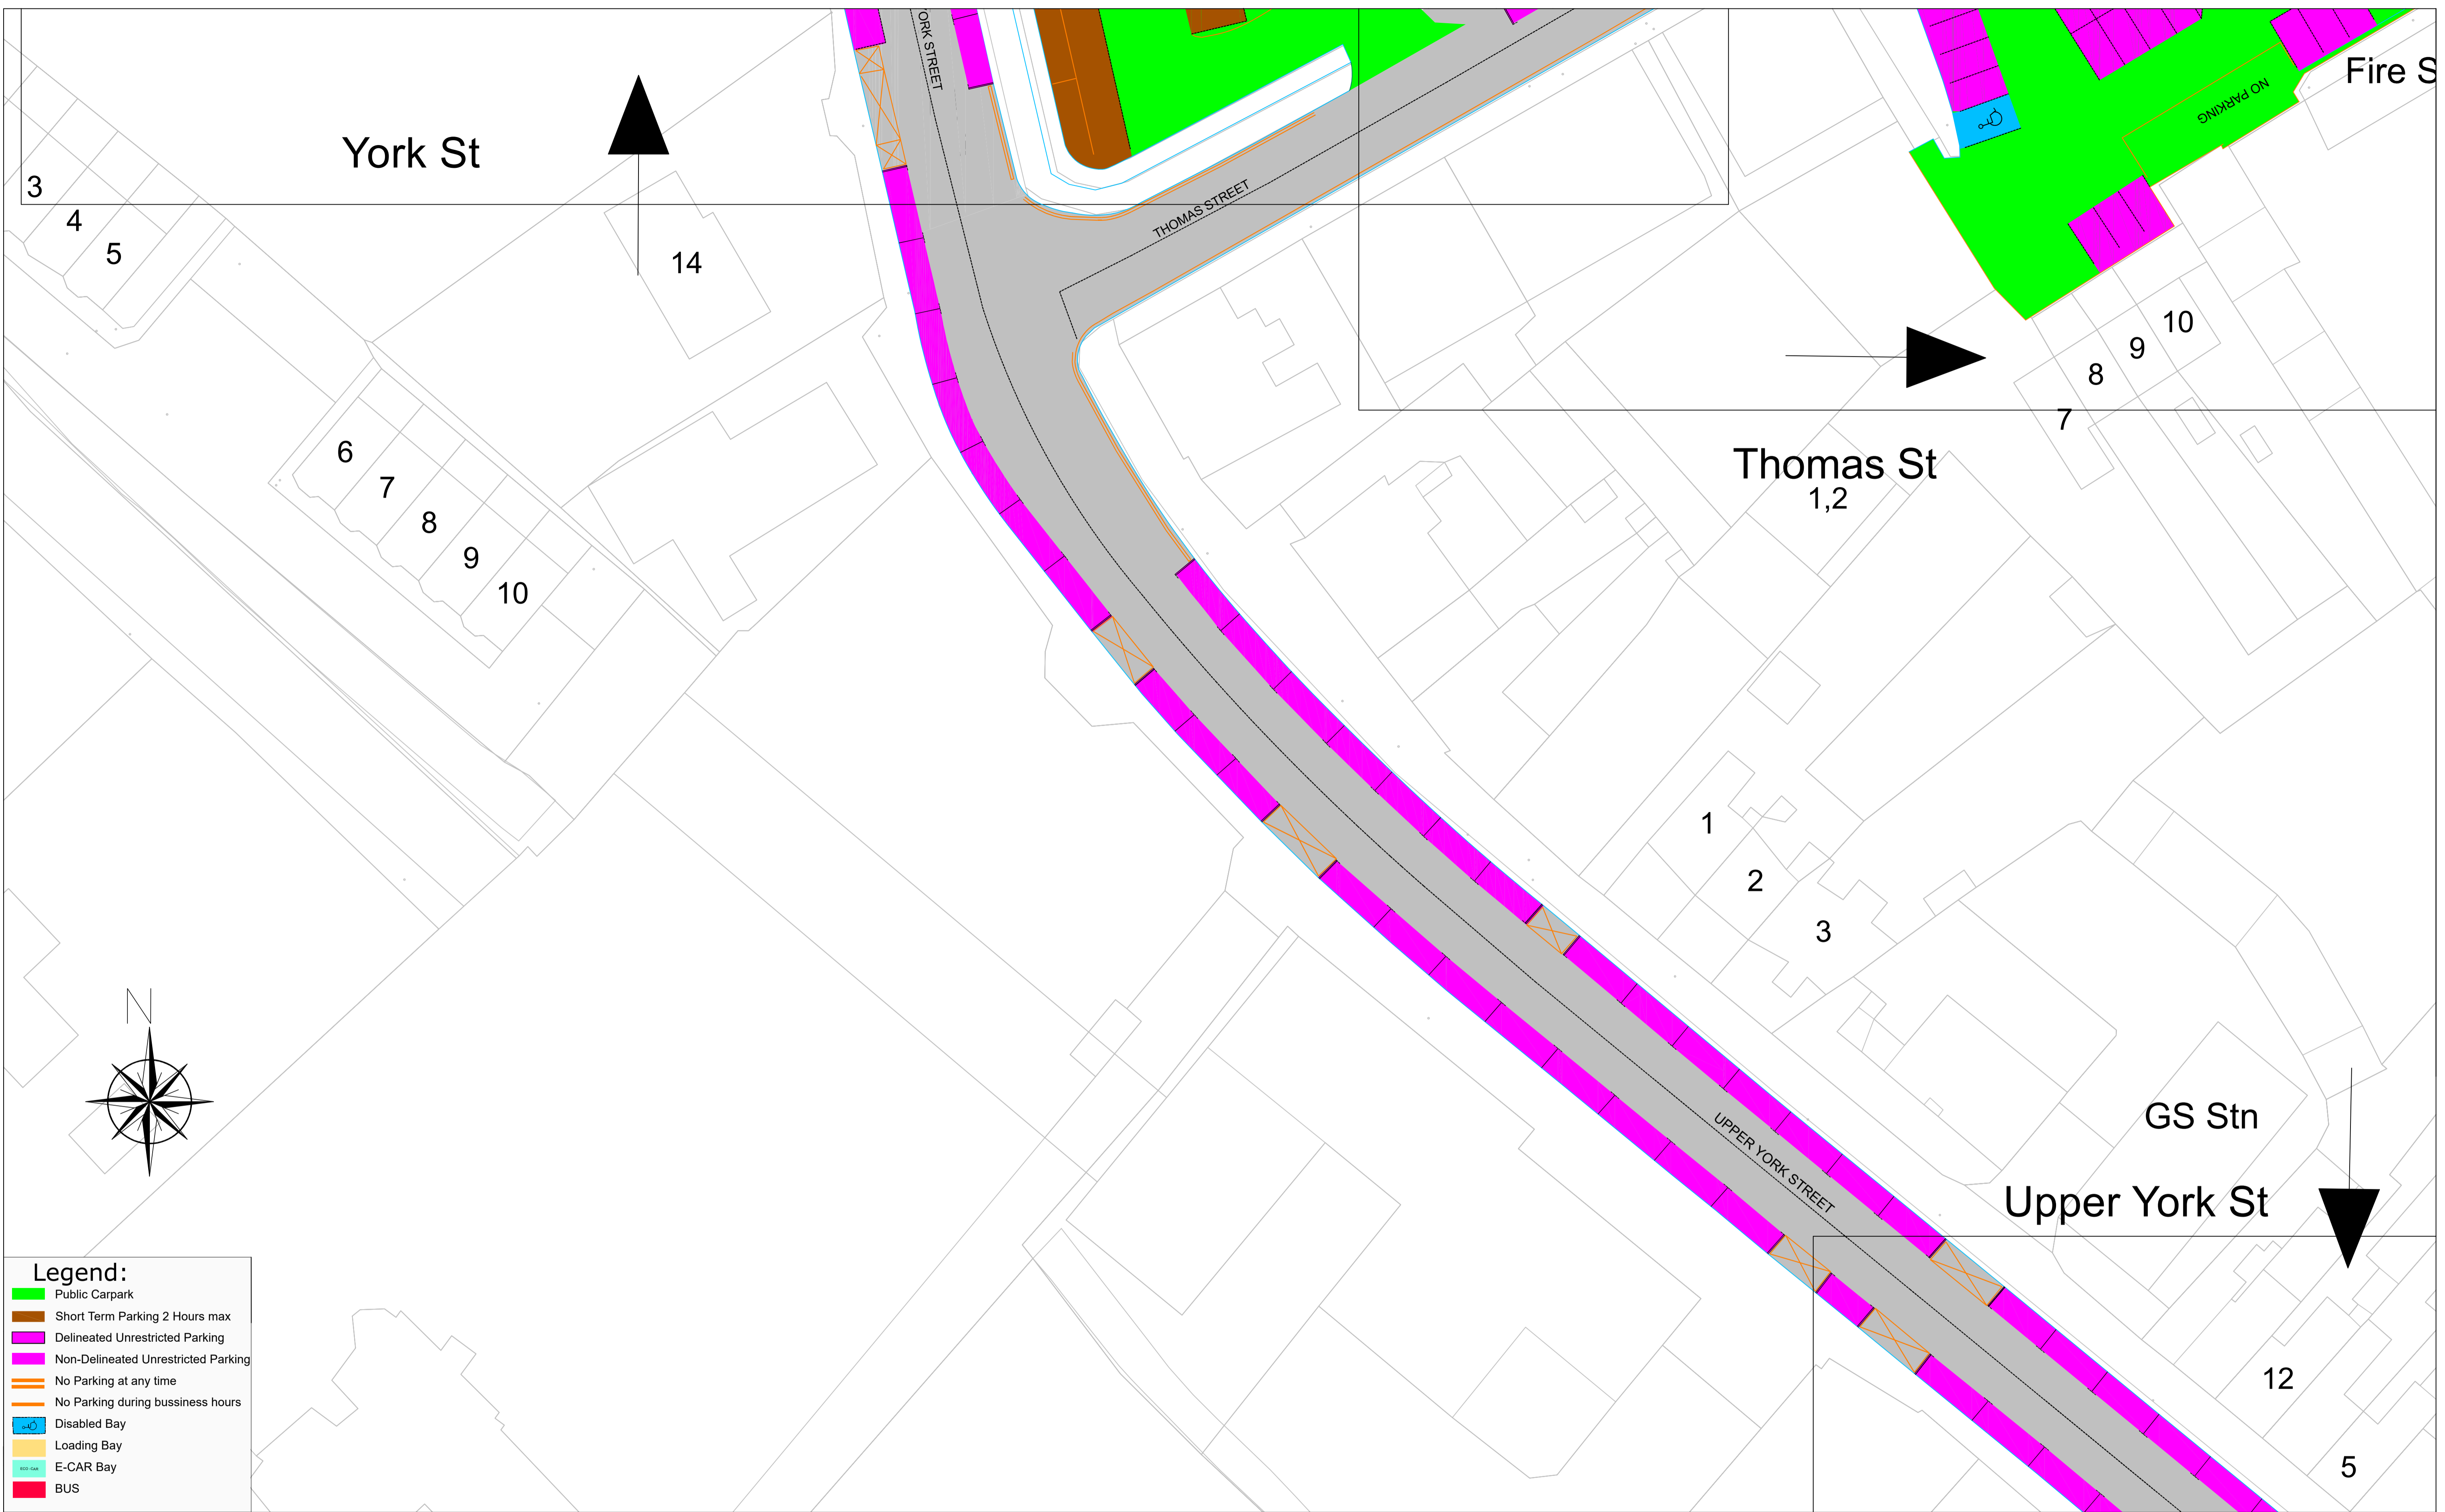 YORK STREET
York St
3
4
5
14
THOMAS STREET
NO PARKING
Fire S
10
9
8
7
6
7
8
9
10
Thomas St
1,2
1
2
3
N
GS Stn
UPPER YORK STREET
Upper York St
12
5
Legend:
Public Carpark
Short Term Parking 2 Hours max
Delineated Unrestricted Parking
Non-Delineated Unrestricted Parking
No Parking at any time
No Parking during bussiness hours
Disabled Bay
Loading Bay
ECO-CAR
E-CAR Bay
BUS